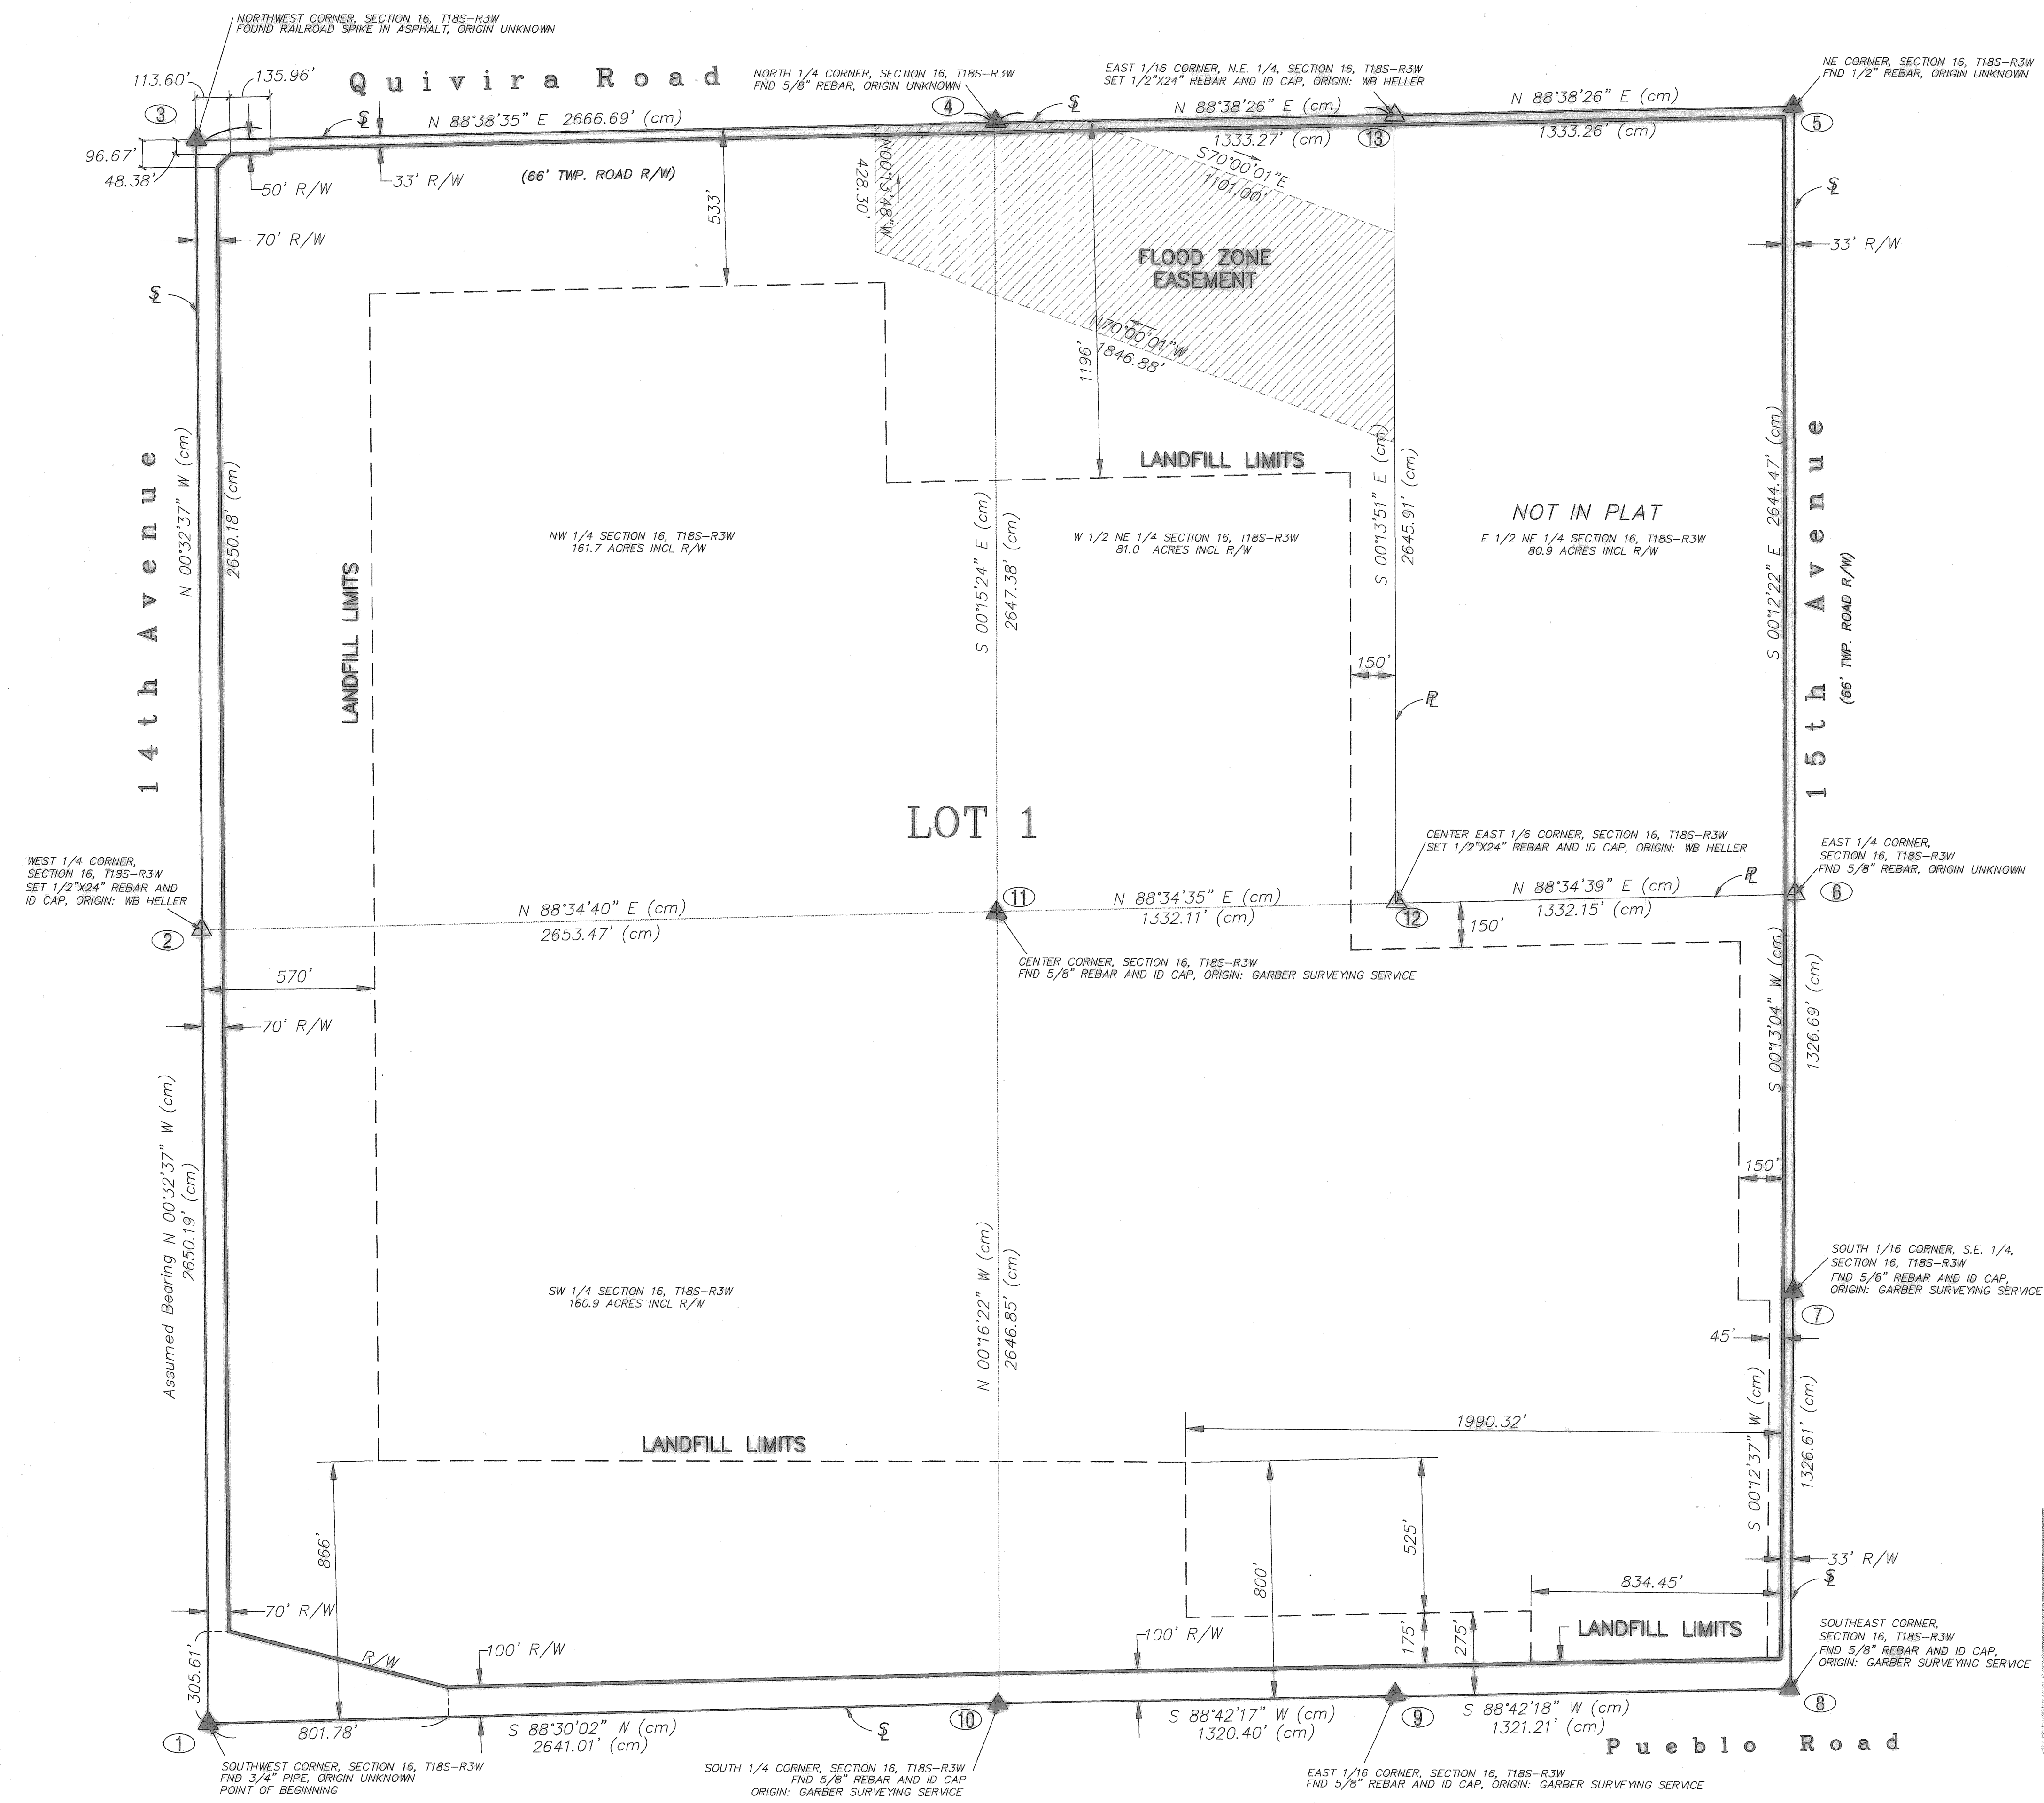 NORTHWEST CORNER, SECTION 16, T18S-R3W
FOUND RAILROAD SPIKE IN ASPHALT, ORIGIN UNKNOWN
113.60'
135.96'
Quivira Road
NORTH 1/4 CORNER, SECTION 16, T18S-R3W
FND 5/8" REBAR, ORIGIN UNKNOWN
EAST 1/16 CORNER, N.E. 1/4, SECTION 16, T18S-R3W
SET 1/2"X24" REBAR AND ID CAP, ORIGIN: WB HELLER
NE CORNER, SECTION 16, T18S-R3W
FND 1/2" REBAR, ORIGIN UNKNOWN
3
4
N 88°38'35" E 2666.69' (cm)
N 88°38'26" E (cm)
1333.27' (cm)
13
N 88°38'26" E (cm)
1333.26' (cm)
5
96.67'
48.38'
50' R/W
33' R/W
(66' TWP. ROAD R/W)
533'
N00°13'48"W
428.30'
S70°00'01"E
1101.00'
70' R/W
33' R/W
FLOOD ZONE
EASEMENT
N70°00'01"W
1846.88'
1196'
14th Avenue
N 00°32'37" W (cm)
2650.18' (cm)
LANDFILL LIMITS
LANDFILL LIMITS
NW 1/4 SECTION 16, T18S-R3W
161.7 ACRES INCL R/W
S 00°15'24" E (cm)
2647.38' (cm)
W 1/2 NE 1/4 SECTION 16, T18S-R3W
81.0 ACRES INCL R/W
S 00°13'51" E (cm)
2645.91' (cm)
NOT IN PLAT
E 1/2 NE 1/4 SECTION 16, T18S-R3W
80.9 ACRES INCL R/W
S 00°12'22" E 2644.47' (cm)
15th Avenue
(66' TWP. ROAD R/W)
150'
LOT 1
WEST 1/4 CORNER,
SECTION 16, T18S-R3W
SET 1/2"X24" REBAR AND
ID CAP, ORIGIN: WB HELLER
2
CENTER EAST 1/6 CORNER, SECTION 16, T18S-R3W
SET 1/2"X24" REBAR AND ID CAP, ORIGIN: WB HELLER
EAST 1/4 CORNER,
SECTION 16, T18S-R3W
FND 5/8" REBAR, ORIGIN UNKNOWN
N 88°34'40" E (cm)
2653.47' (cm)
11
N 88°34'35" E (cm)
1332.11' (cm)
12
N 88°34'39" E (cm)
1332.15' (cm)
6
150'
CENTER CORNER, SECTION 16, T18S-R3W
FND 5/8" REBAR AND ID CAP, ORIGIN: GARBER SURVEYING SERVICE
570'
70' R/W
S 00°13'04" W (cm)
1326.69' (cm)
150'
Assumed Bearing N 00°32'37" W (cm)
2650.19' (cm)
SW 1/4 SECTION 16, T18S-R3W
160.9 ACRES INCL R/W
N 00°16'22" W (cm)
2646.85' (cm)
SOUTH 1/16 CORNER, S.E. 1/4,
SECTION 16, T18S-R3W
FND 5/8" REBAR AND ID CAP,
ORIGIN: GARBER SURVEYING SERVICE
7
45'
S 00°12'37" W (cm)
1326.61' (cm)
LANDFILL LIMITS
1990.32'
866'
800'
525'
33' R/W
834.45'
70' R/W
R/W
100' R/W
100' R/W
175'
275'
LANDFILL LIMITS
SOUTHEAST CORNER,
SECTION 16, T18S-R3W
FND 5/8" REBAR AND ID CAP,
ORIGIN: GARBER SURVEYING SERVICE
305.61'
1
801.78'
S 88°30'02" W (cm)
2641.01' (cm)
10
S 88°42'17" W (cm)
1320.40' (cm)
9
S 88°42'18" W (cm)
1321.21' (cm)
8
Pueblo Road
SOUTHWEST CORNER, SECTION 16, T18S-R3W
FND 3/4" PIPE, ORIGIN UNKNOWN
POINT OF BEGINNING
SOUTH 1/4 CORNER, SECTION 16, T18S-R3W
FND 5/8" REBAR AND ID CAP
ORIGIN: GARBER SURVEYING SERVICE
EAST 1/16 CORNER, SECTION 16, T18S-R3W
FND 5/8" REBAR AND ID CAP, ORIGIN: GARBER SURVEYING SERVICE